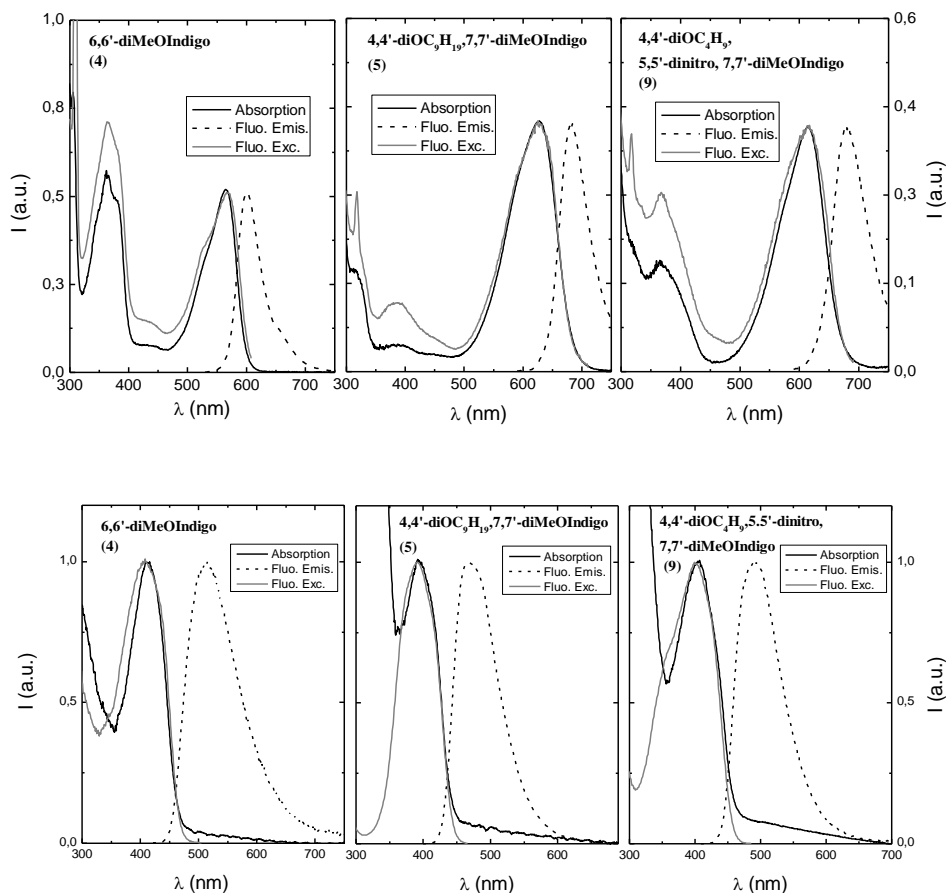 6,6'-diMeOIndigo
(4)
Absorption
Fluo. Emis.
Fluo. Exc.
1,0
0,8
0,5
0,3
0,0
I (a.u.)
300 400 500 600 700
λ (nm)
4,4'-diOC9H19,7,7'-diMeOIndigo
(5)
Absorption
Fluo. Emis.
Fluo. Exc.
300 400 500 600 700
λ (nm)
4,4'-diOC4H9,
5,5'-dinitro, 7,7'-diMeOIndigo
(9)
Absorption
Fluo. Emis.
Fluo. Exc.
0,6
0,4
0,3
0,1
0,0
I (a.u.)
300 400 500 600 700
λ (nm)
6,6'-diMeOIndigo
(4)
Absorption
Fluo. Emis.
Fluo. Exc.
1,0
0,5
0,0
I (a.u.)
300 400 500 600 700
λ (nm)
4,4'-diOC9H19,7,7'-diMeOIndigo
(5)
Absorption
Fluo. Emis.
Fluo. Exc.
300 400 500 600
λ (nm)
4,4'-diOC4H9,5.5'-dinitro,
7,7'-diMeOIndigo
(9)
Absorption
Fluo. Emis.
Fluo. Exc.
1,0
0,5
0,0
I (a.u.)
300 400 500 600 700
λ (nm)